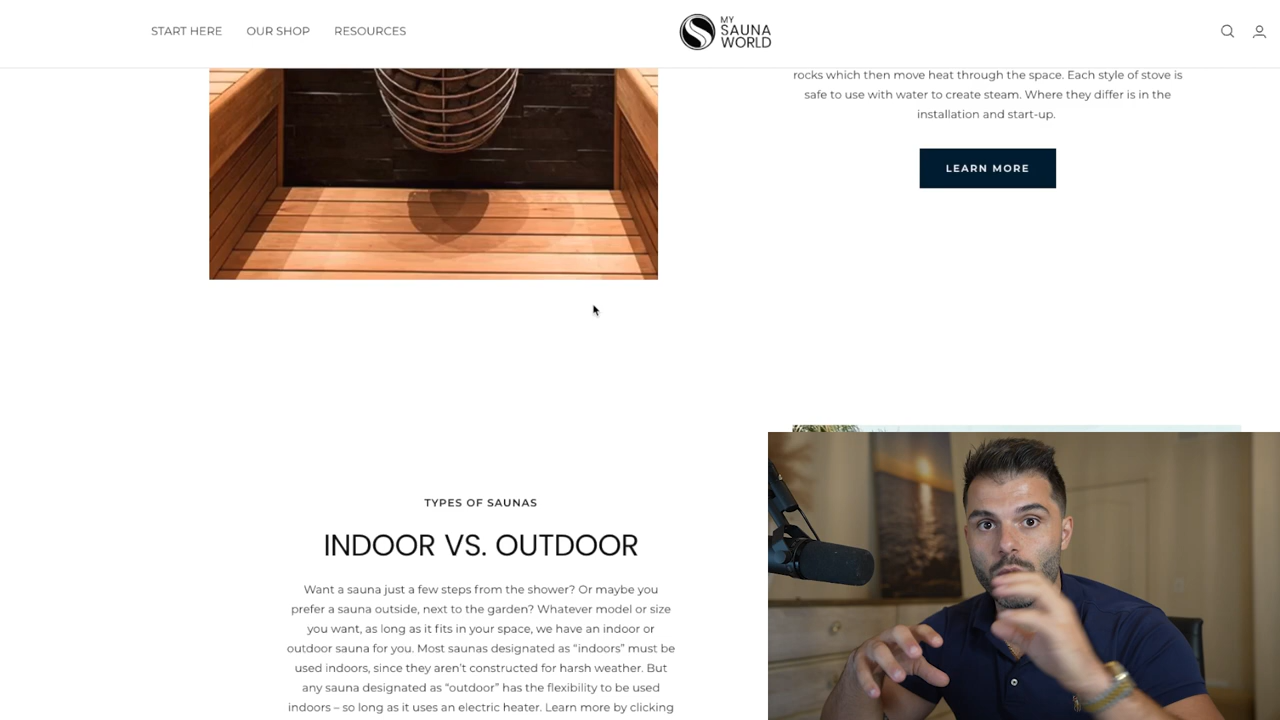 START HERE OUR SHOP RESOURCES
MY
SAUNA
WORLD
rocks which then move heat through the space. Each style of stove is
safe to use with water to create steam. Where they differ is in the
installation and start-up.
LEARN MORE
TYPES OF SAUNAS
INDOOR VS. OUTDOOR
Want a sauna just a few steps from the shower? Or maybe you
prefer a sauna outside, next to the garden? Whatever model or size
you want, as long as it fits in your space, we have an indoor or
outdoor sauna for you. Most saunas designated as “indoors” must be
used indoors, since they aren’t constructed for harsh weather. But
any sauna designated as “outdoor” has the flexibility to be used
indoors – so long as it uses an electric heater. Learn more by clicking